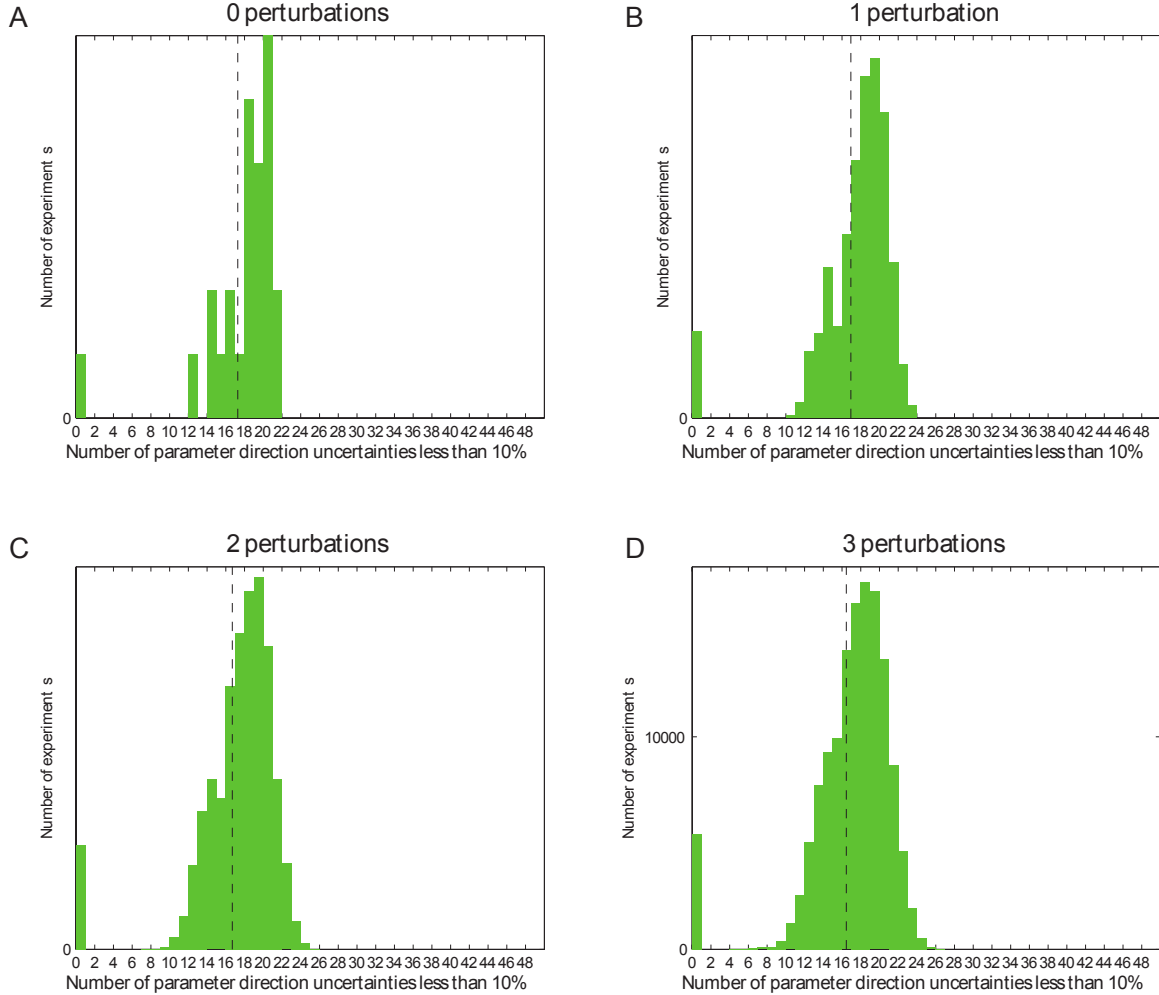 A
0 perturbations
Number of experiment s
0
0 2 4 6 8 10 12 14 16 18 20 22 24 26 28 30 32 34 36 38 40 42 44 46 48
Number of parameter direction uncertainties less than 10%
B
1 perturbation
Number of experiment s
0
0 2 4 6 8 10 12 14 16 18 20 22 24 26 28 30 32 34 36 38 40 42 44 46 48
Number of parameter direction uncertainties less than 10%
C
2 perturbations
Number of experiment s
0
0 2 4 6 8 10 12 14 16 18 20 22 24 26 28 30 32 34 36 38 40 42 44 46 48
Number of parameter direction uncertainties less than 10%
D
3 perturbations
Number of experiment s
10000
0
0 2 4 6 8 10 12 14 16 18 20 22 24 26 28 30 32 34 36 38 40 42 44 46 48
Number of parameter direction uncertainties less than 10%